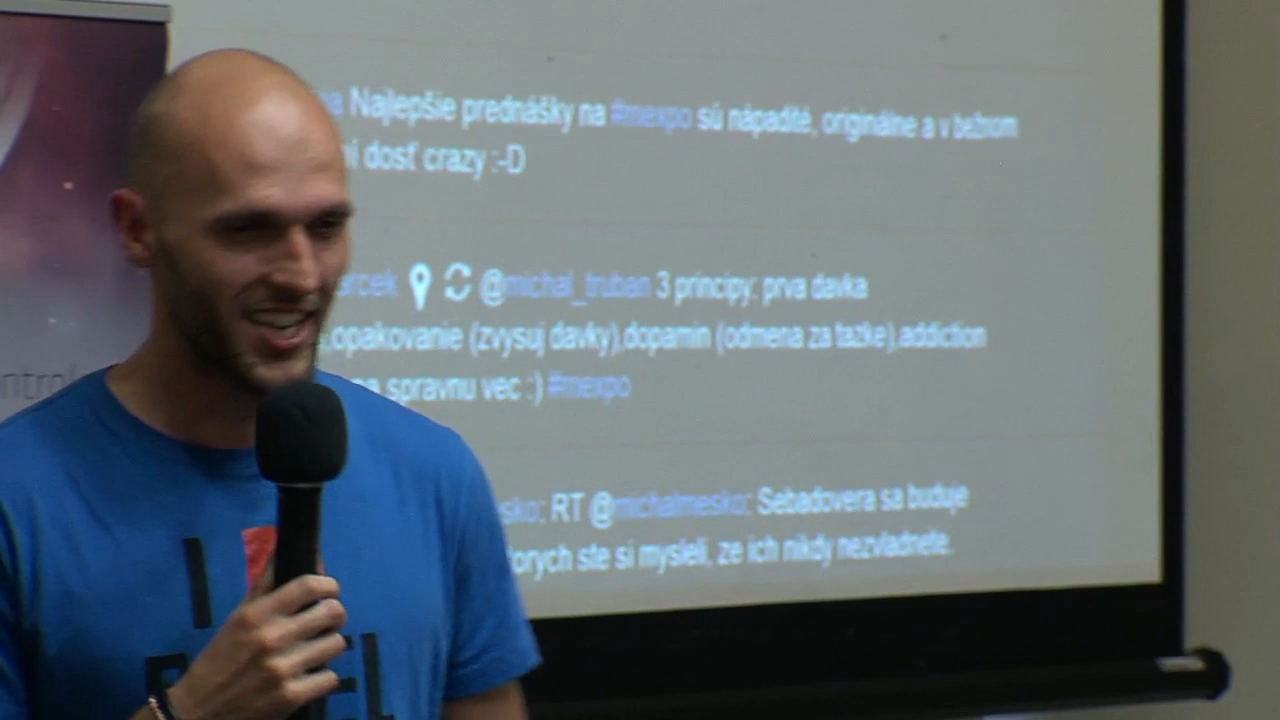 Najlepšie prednášky na #mexpo sú nápadité, originálne a v bežnom
dosť crazy :-D
@michal_truban 3 principy: prva davka
opakovanie (zvysuj davky),dopamin (odmena za tazke),addiction
na spravnu vec :) #mexpo
RT @michalmesko: Sebadovera sa buduje
ktorych ste si mysleli, ze ich nikdy nezvladnete.
I